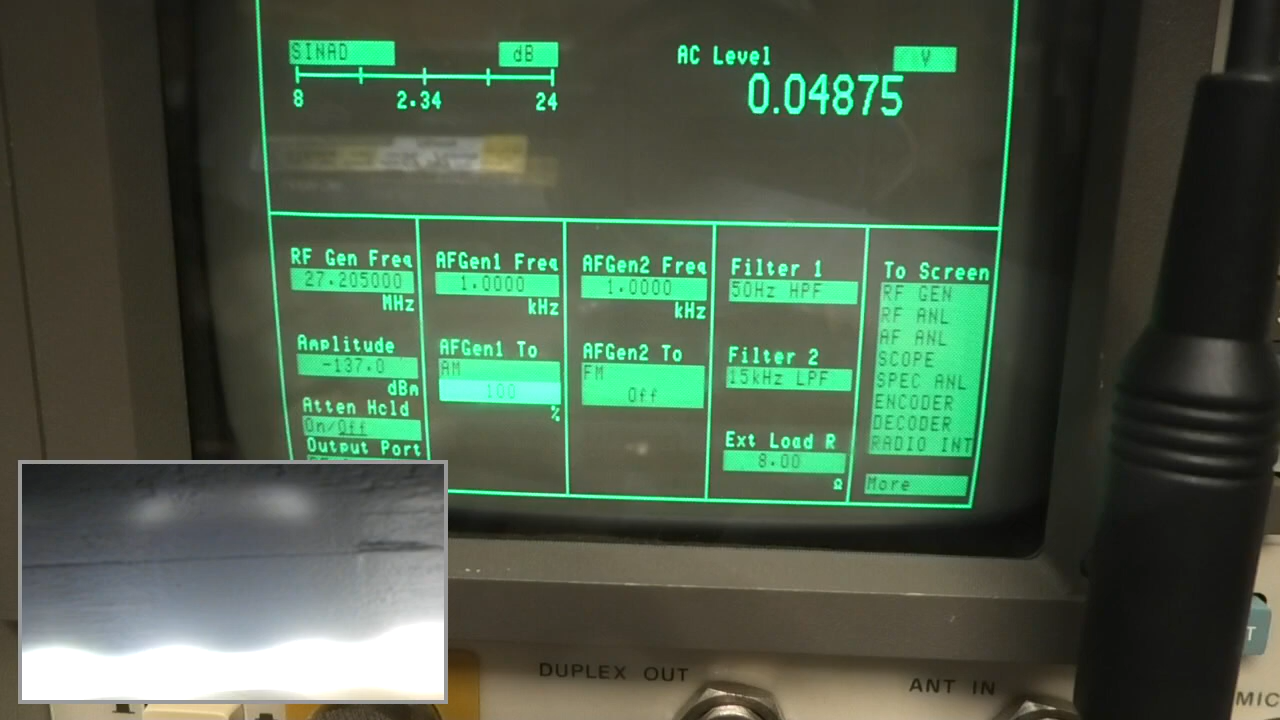 SINAD dB
8 2.34 24
AC Level V
0.04875
RF Gen Freq
27.205000
MHz
Amplitude
-137.0
dBm
Atten Hold
On/Off
Output Port
AFGen1 Freq
1.0000
kHz
AFGen1 To
AM
100
%
AFGen2 Freq
1.0000
kHz
AFGen2 To
FM
Off
Filter 1
50Hz HPF
Filter 2
15kHz LPF
Ext Load R
8.00
Ω
To Screen
RF GEN
RF ANL
AF ANL
SCOPE
SPEC ANL
ENCODER
DECODER
RADIO INT
More
DUPLEX OUT
ANT IN
MIC